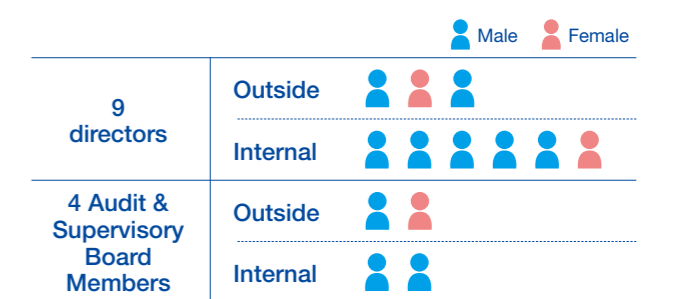 Male Female
9
directors
Outside
Internal
4 Audit &
Supervisory
Board
Members
Outside
Internal